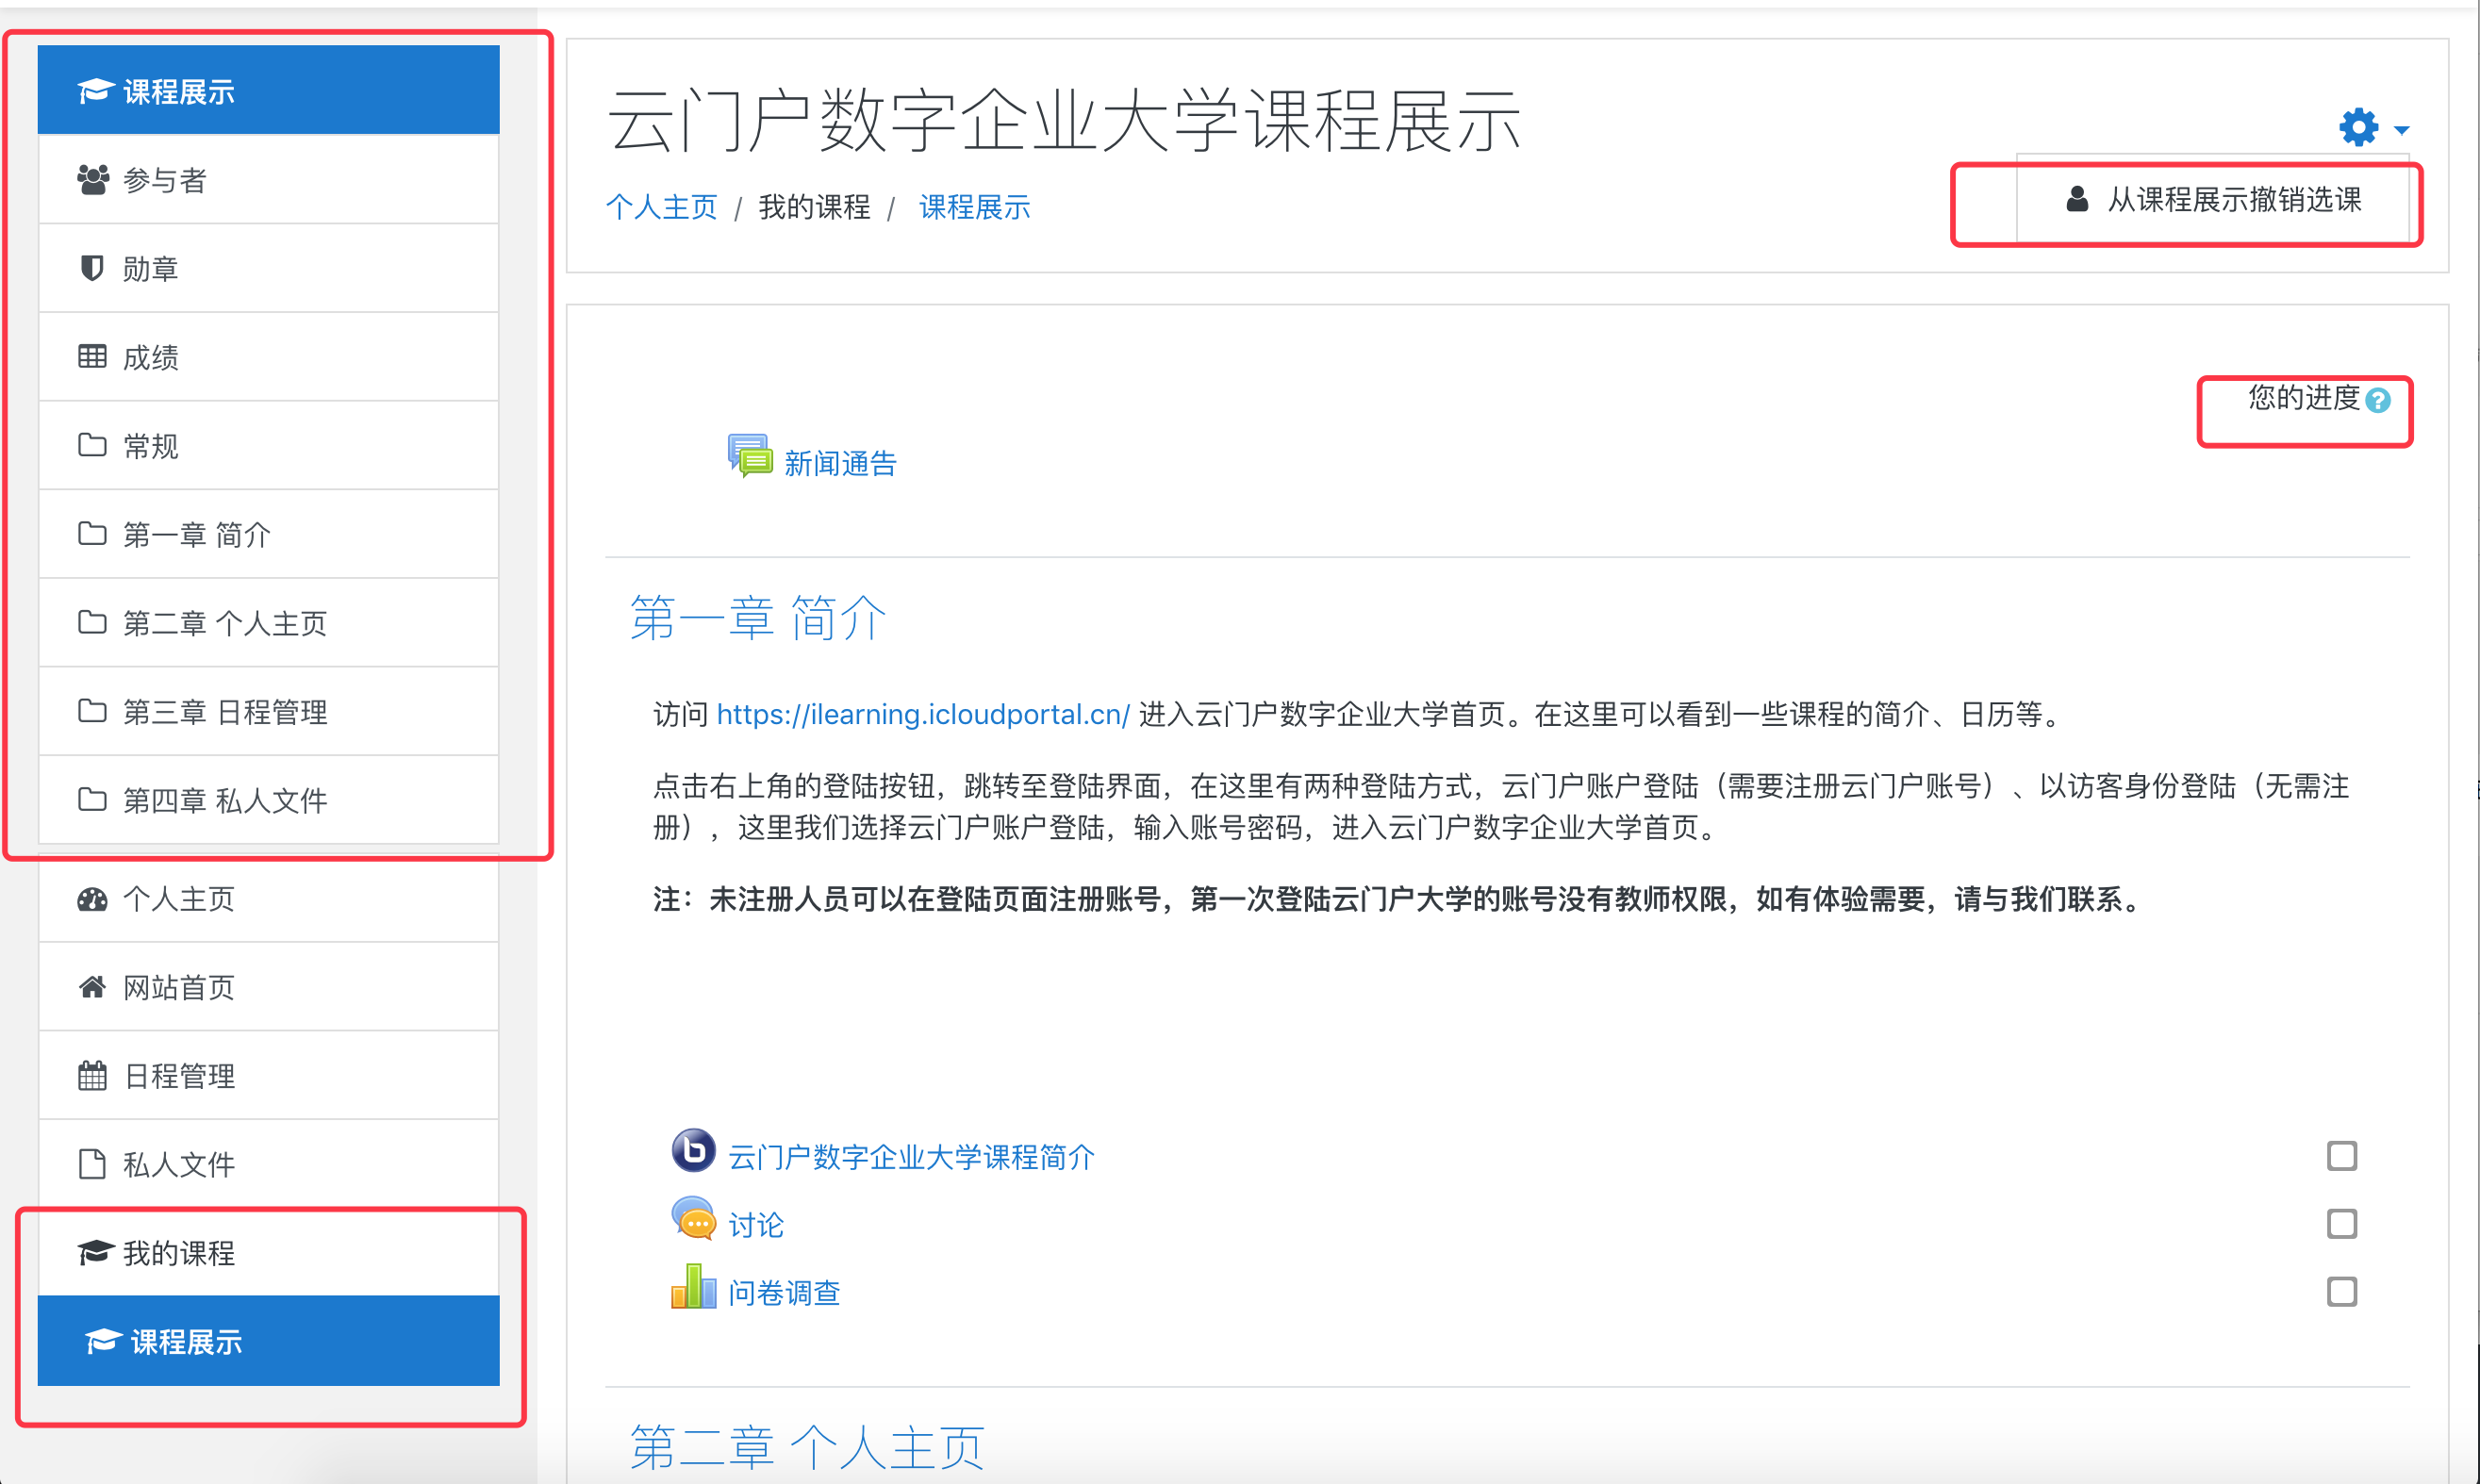 课程展示
参与者
勋章
成绩
常规
第一章 简介
第二章 个人主页
第三章 日程管理
第四章 私人文件
个人主页
网站首页
日程管理
私人文件
我的课程
课程展示
云门户数字企业大学课程展示
个人主页 / 我的课程 / 课程展示
从课程展示撤销选课
您的进度
新闻通告
第一章 简介
访问 https://ilearning.icloudportal.cn/ 进入云门户数字企业大学首页。在这里可以看到一些课程的简介、日历等。
点击右上角的登陆按钮，跳转至登陆界面，在这里有两种登陆方式，云门户账户登陆（需要注册云门户账号）、以访客身份登陆（无需注
册），这里我们选择云门户账户登陆，输入账号密码，进入云门户数字企业大学首页。
注：未注册人员可以在登陆页面注册账号，第一次登陆云门户大学的账号没有教师权限，如有体验需要，请与我们联系。
云门户数字企业大学课程简介
讨论
问卷调查
第二章 个人主页